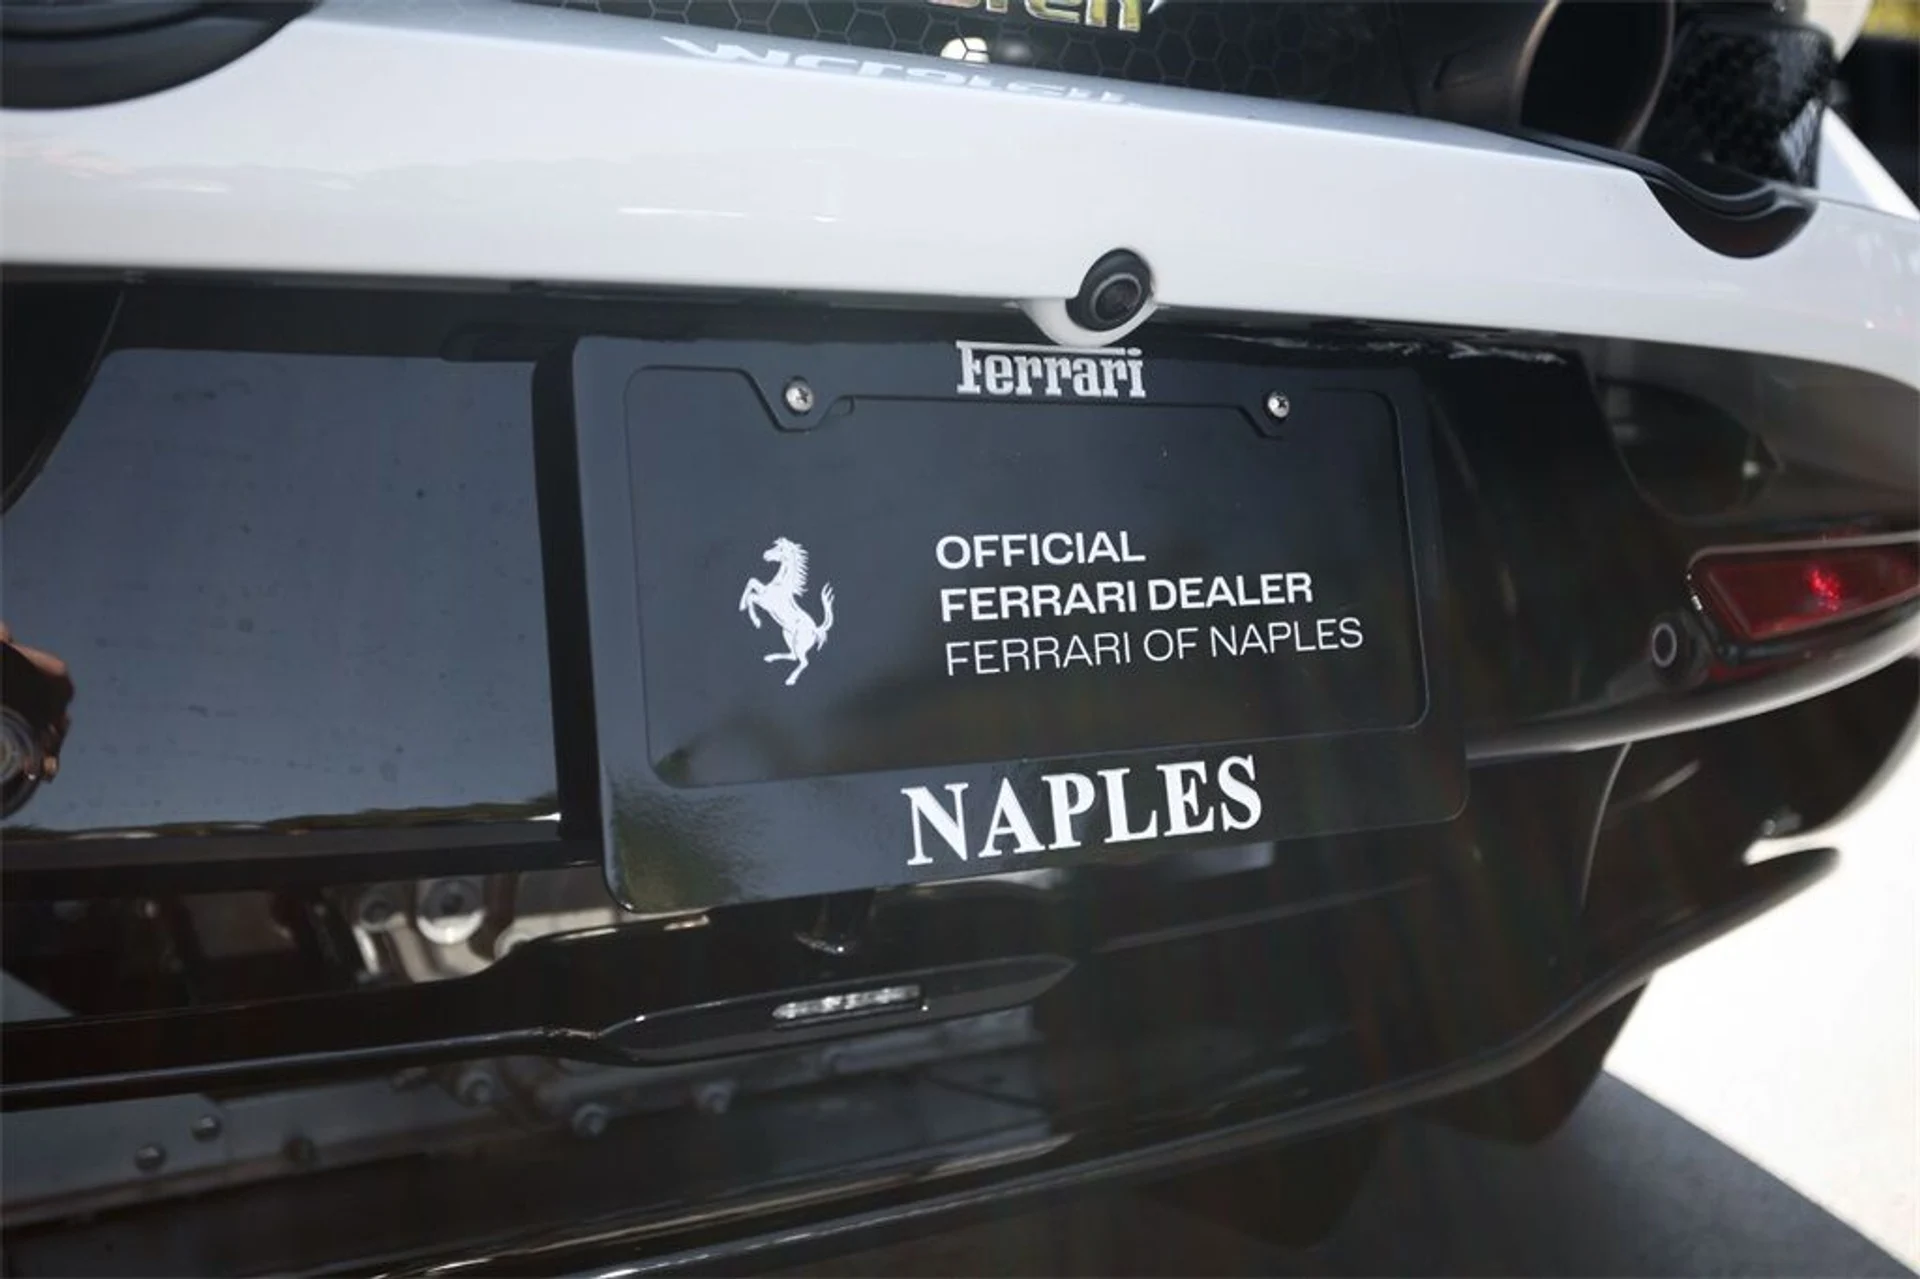 Ferrari
OFFICIAL
FERRARI DEALER
FERRARI OF NAPLES
NAPLES